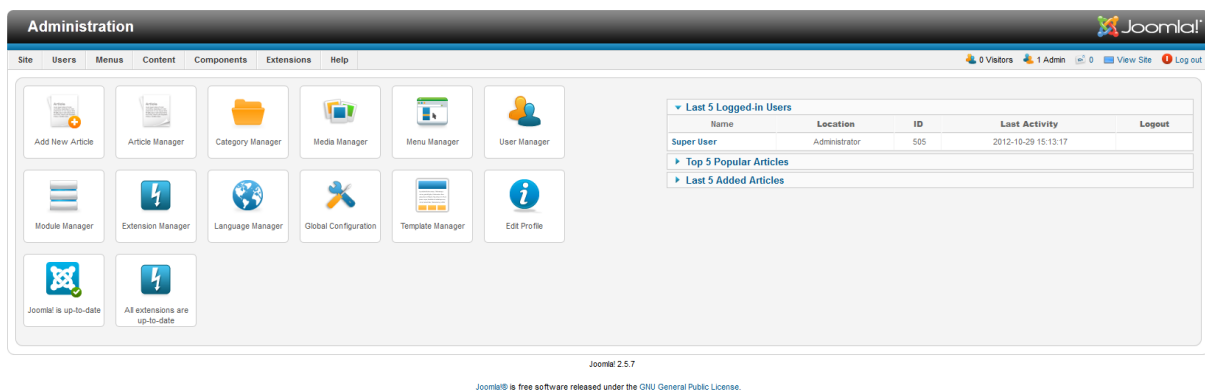 Administration
Joomla!
Site Users Menus Content Components Extensions Help
0 Visitors 1 Admin 0 View Site Log out
Add New Article Article Manager Category Manager Media Manager Menu Manager User Manager
Module Manager Extension Manager Language Manager Global Configuration Template Manager Edit Profile
Joomla! is up-to-date All extensions are
up-to-date
Last 5 Logged-in Users
Name Location ID Last Activity Logout
Super User Administrator 505 2012-10-29 15:13:17
Top 5 Popular Articles
Last 5 Added Articles
Joomla! 2.5.7
Joomla!® is free software released under the GNU General Public License.